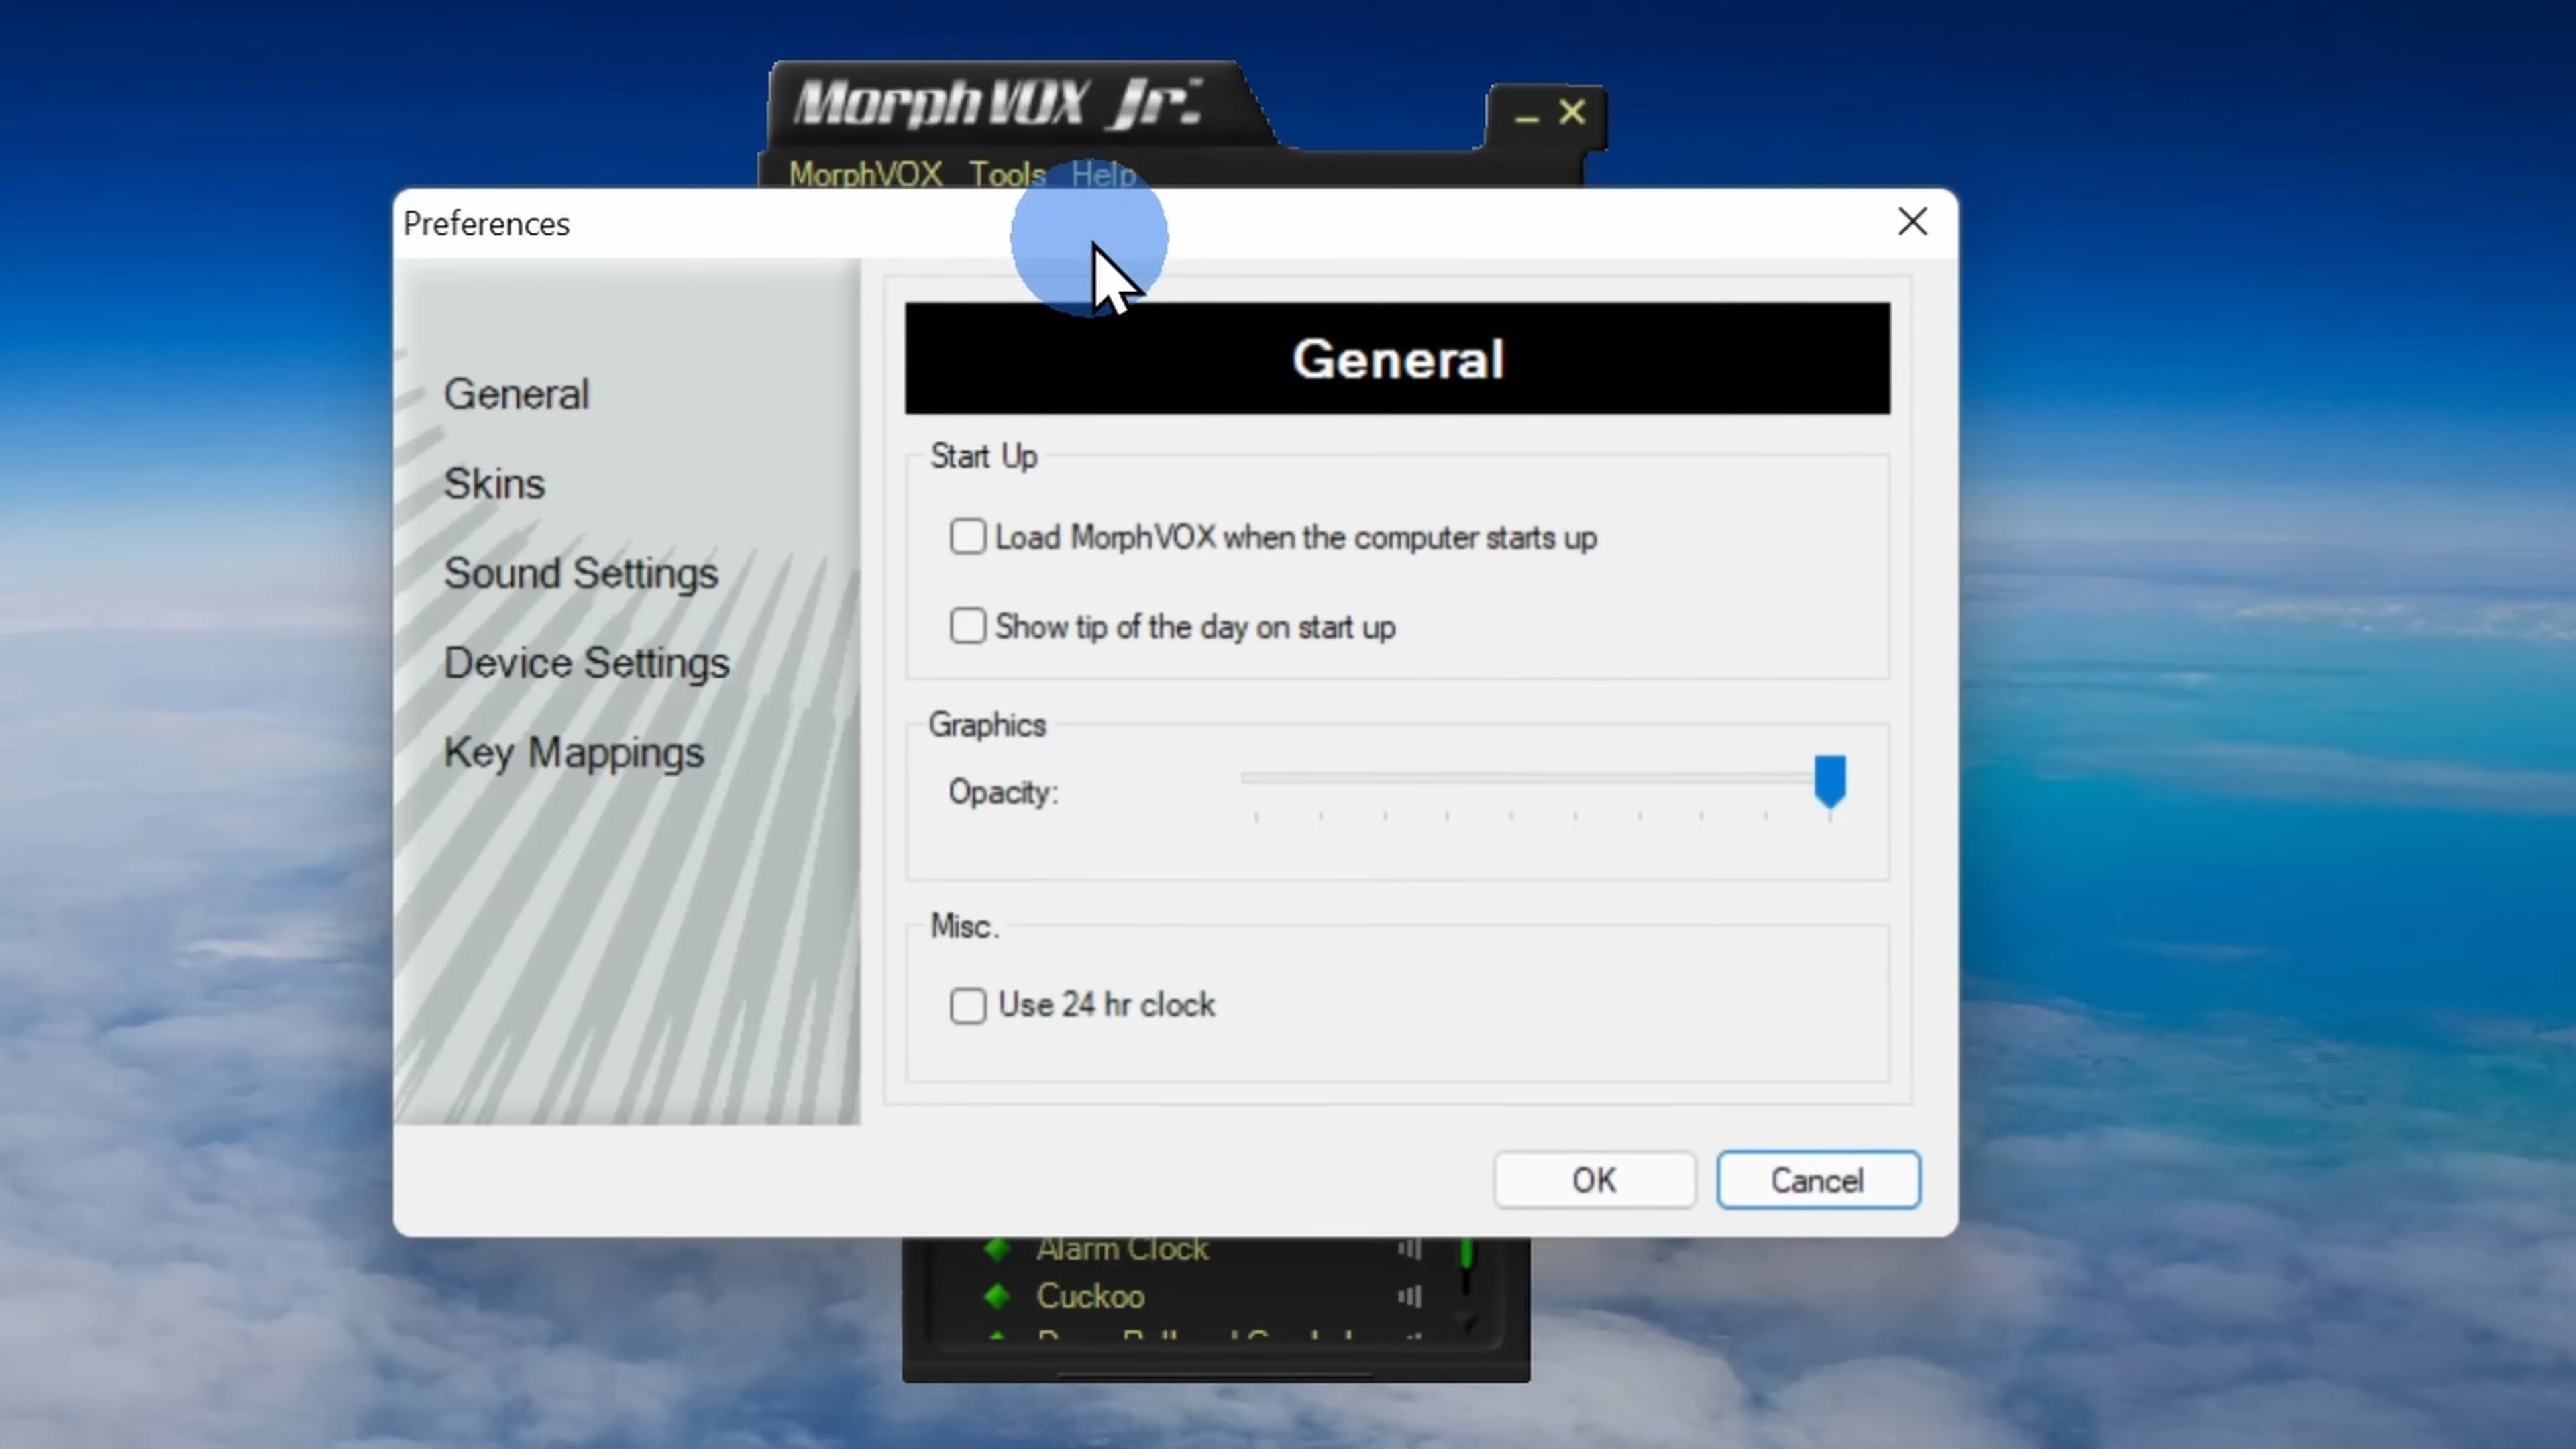 MorphVOX Jr.™
MorphVOX Tools Help
Preferences
General
Skins
Sound Settings
Device Settings
Key Mappings
General
Start Up
Load MorphVOX when the computer starts up
Show tip of the day on start up
Graphics
Opacity:
Misc.
Use 24 hr clock
OK Cancel
Alarm Clock
Cuckoo